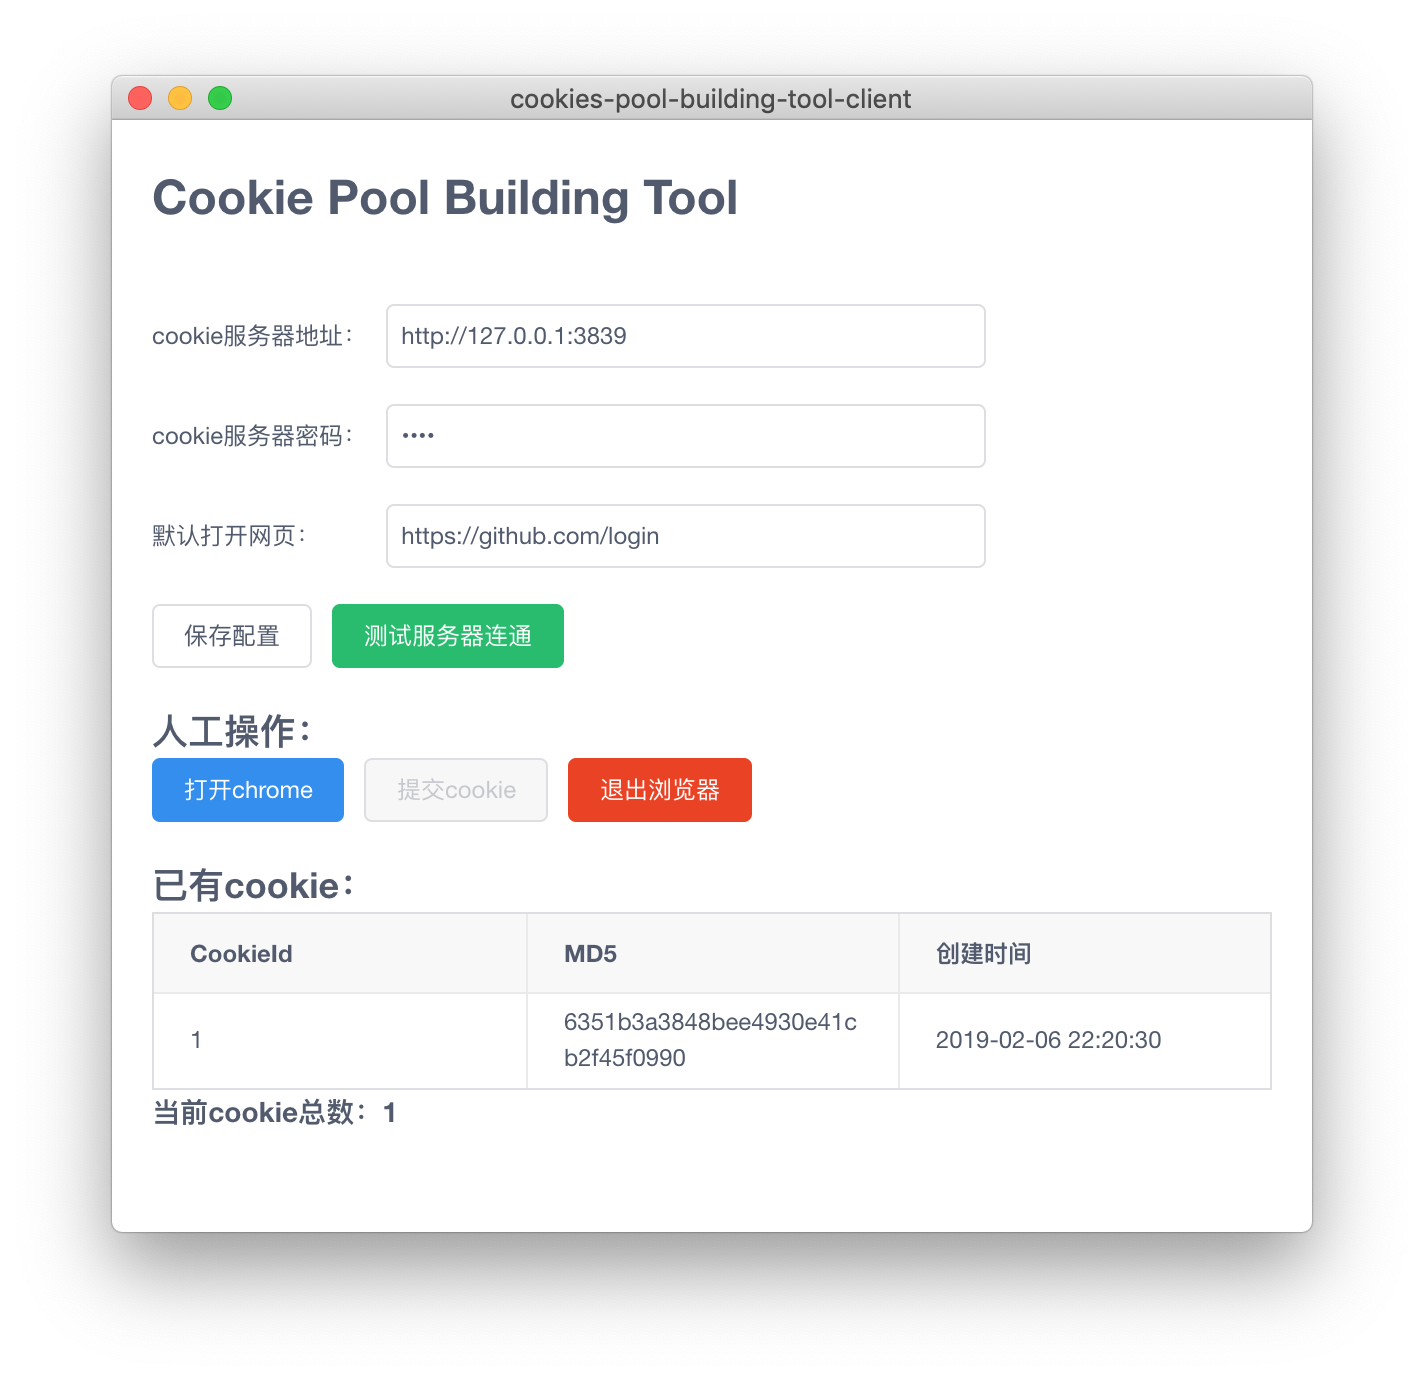 cookies-pool-building-tool-client
Cookie Pool Building Tool
cookie服务器地址：
http://127.0.0.1:3839
cookie服务器密码：
••••
默认打开网页：
https://github.com/login
保存配置
测试服务器连通
人工操作：
打开chrome
提交cookie
退出浏览器
已有cookie：
CookieId
MD5
创建时间
1
6351b3a3848bee4930e41c
b2f45f0990
2019-02-06 22:20:30
当前cookie总数：1